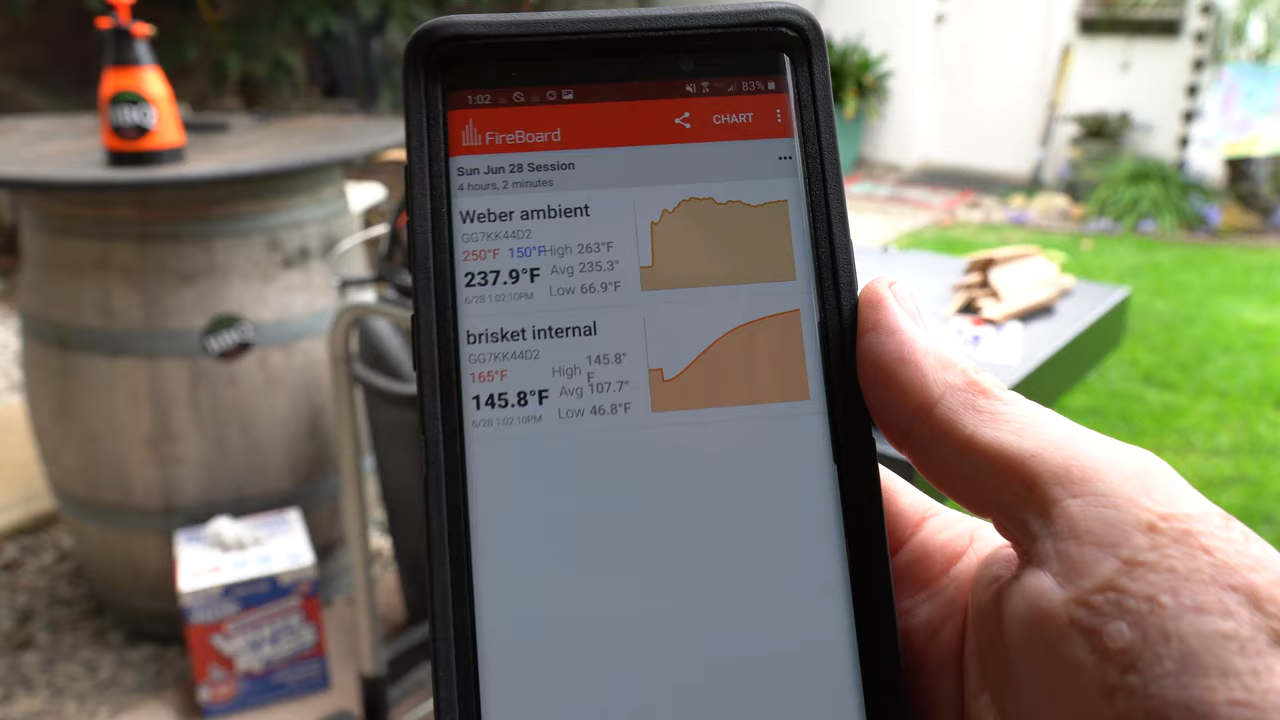 1:02
83%
FireBoard
CHART
Sun Jun 28 Session
4 hours, 2 minutes
Weber ambient
GG7KK44D2
250°F 150°F High 263°F
237.9°F Avg 235.3°
6/28 1:02:10PM Low 66.9°F
brisket internal
GG7KK44D2
165°F High 145.8°F
145.8°F Avg 107.7°
6/28 1:02:10PM Low 46.8°F
BBQ
BBQ